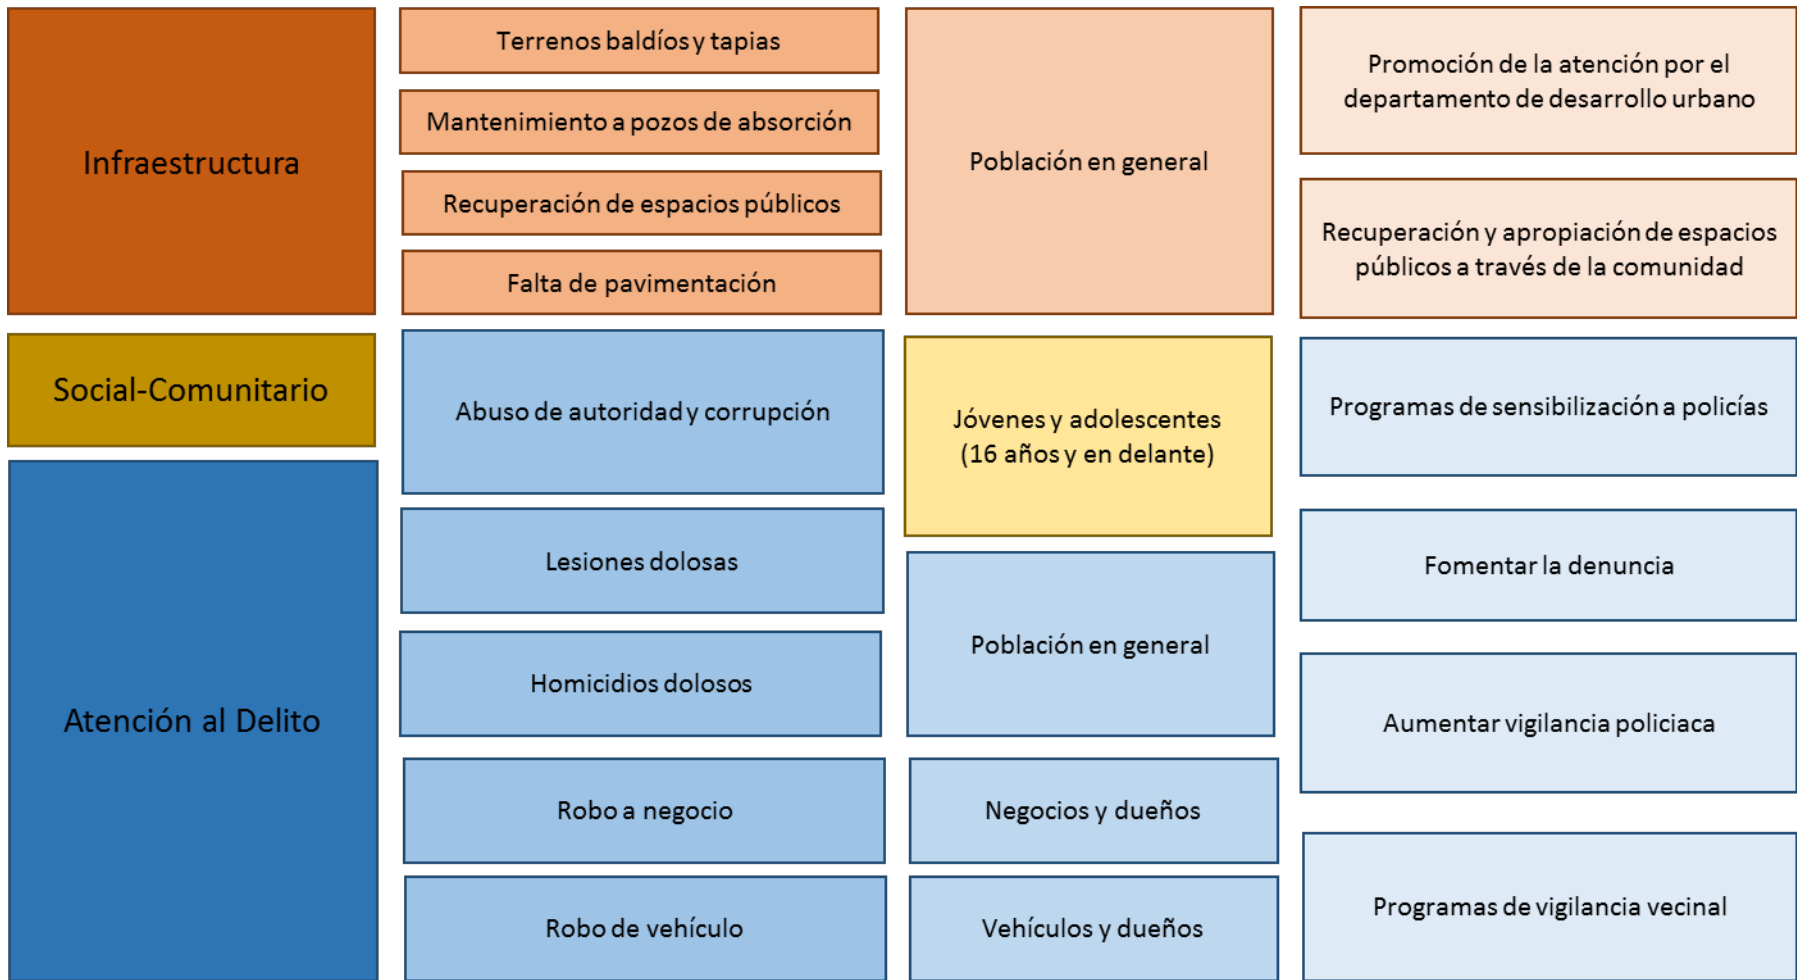 Infraestructura
Terrenos baldíos y tapias
Mantenimiento a pozos de absorción
Recuperación de espacios públicos
Falta de pavimentación
Población en general
Promoción de la atención por el
departamento de desarrollo urbano
Recuperación y apropiación de espacios
públicos a través de la comunidad
Social-Comunitario
Atención al Delito
Abuso de autoridad y corrupción
Lesiones dolosas
Homicidios dolosos
Robo a negocio
Robo de vehículo
Jóvenes y adolescentes
(16 años y en delante)
Población en general
Negocios y dueños
Vehículos y dueños
Programas de sensibilización a policías
Fomentar la denuncia
Aumentar vigilancia policiaca
Programas de vigilancia vecinal